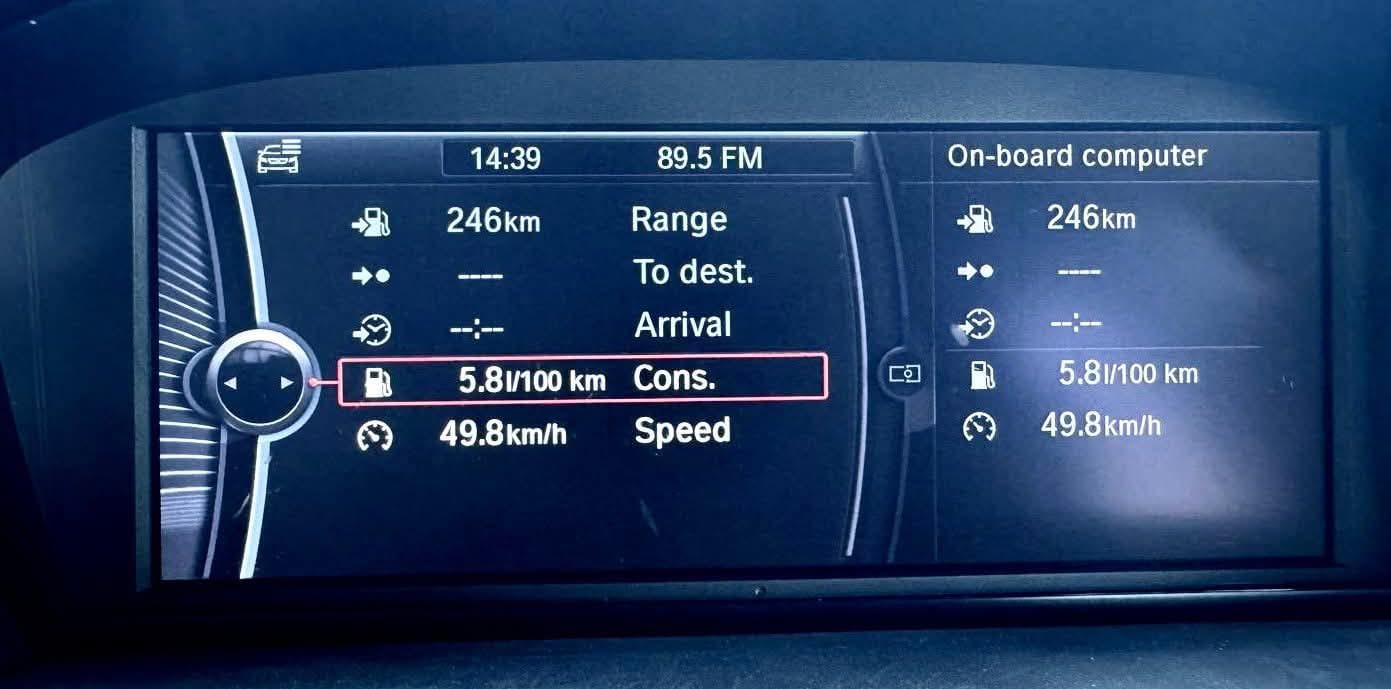 14:39 89.5 FM
246km Range
---- To dest.
--:-- Arrival
5.8l/100 km Cons.
49.8km/h Speed
On-board computer
246km
----
--:--
5.8l/100 km
49.8km/h